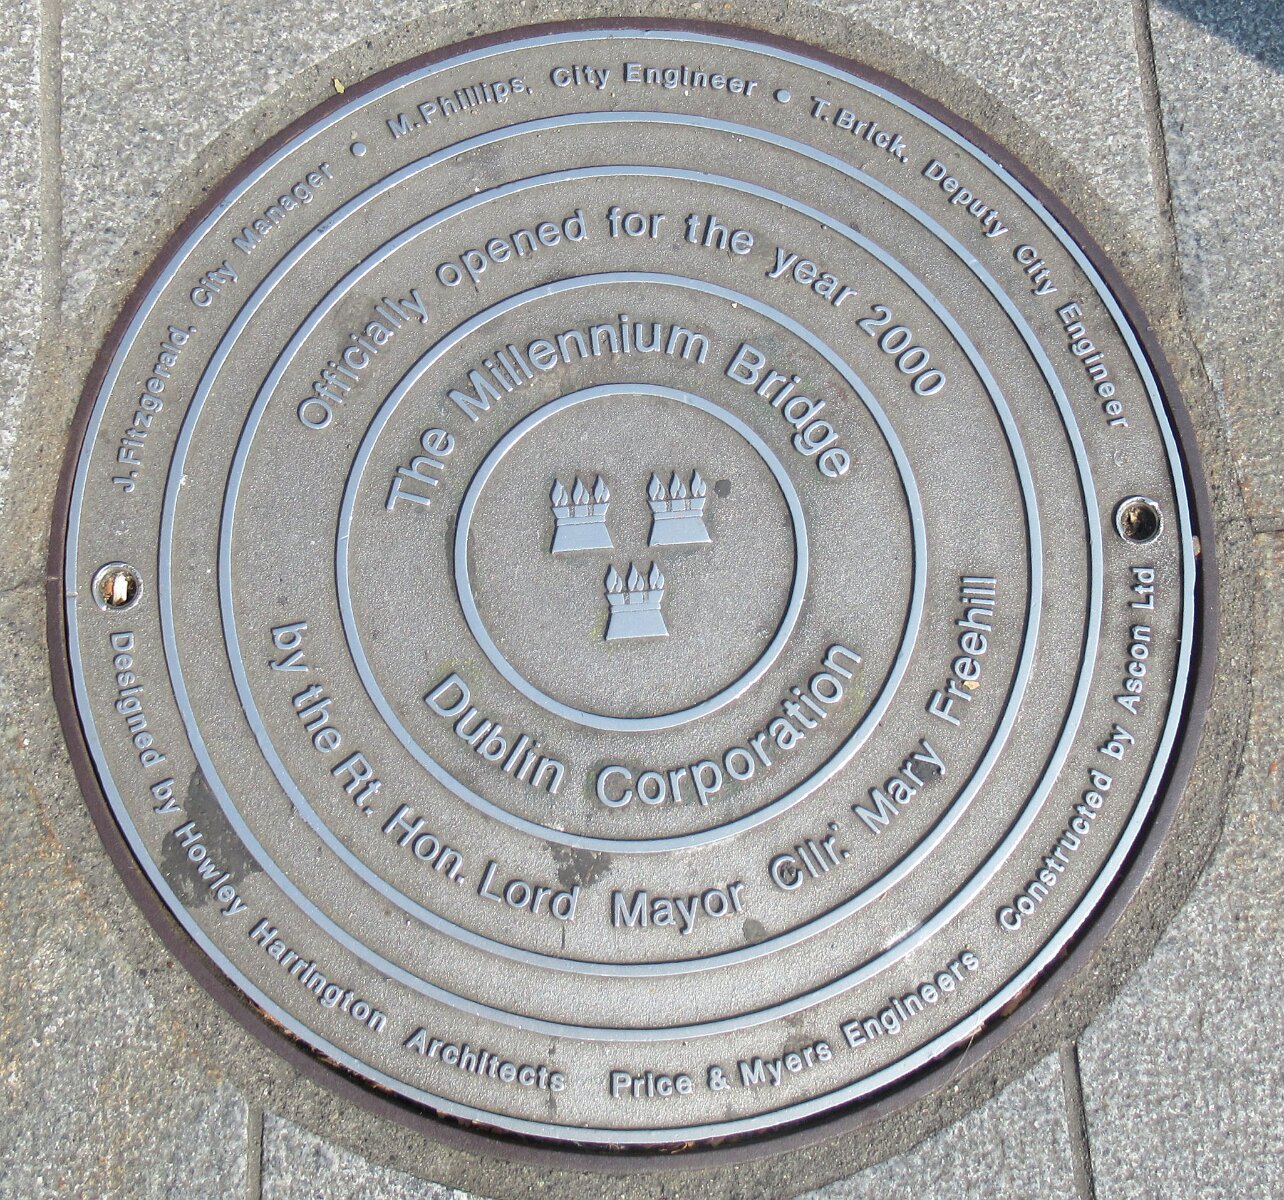 J. Fitzgerald, City Manager • M. Phillips, City Engineer • T. Brick, Deputy City Engineer
Officially opened for the year 2000
The Millennium Bridge
Dublin Corporation
by the Rt. Hon. Lord Mayor Cllr. Mary Freehill
Designed by Howley Harrington Architects Price & Myers Engineers Constructed by Ascon Ltd